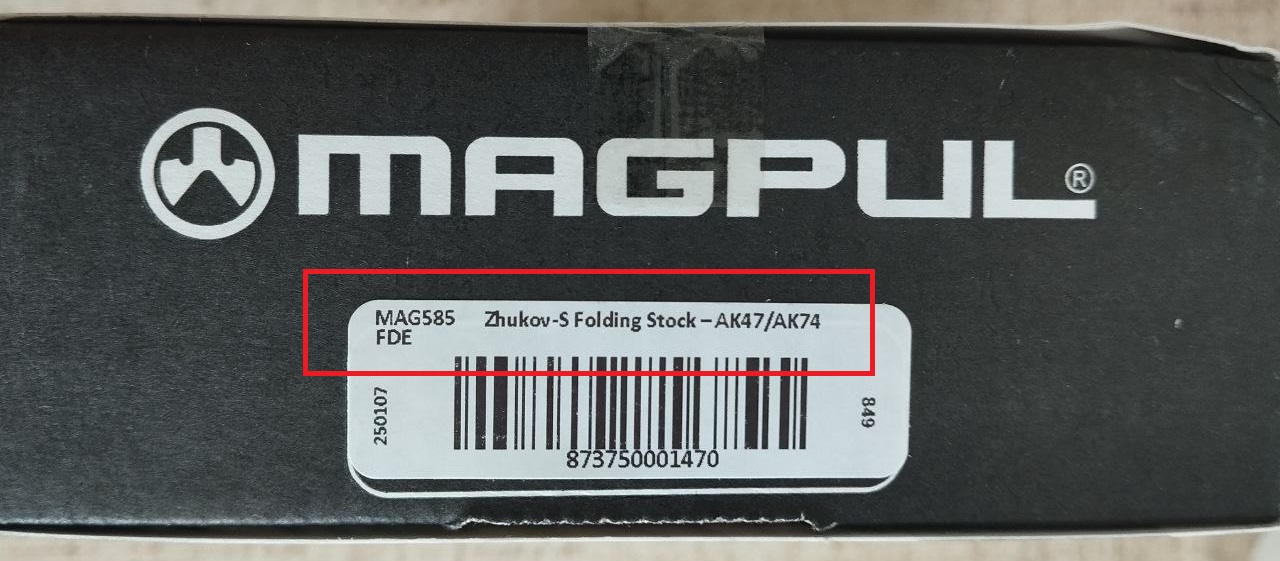 MAGPUL®
MAG585 Zhukov-S Folding Stock – AK47/AK74
FDE
250107
849
873750001470